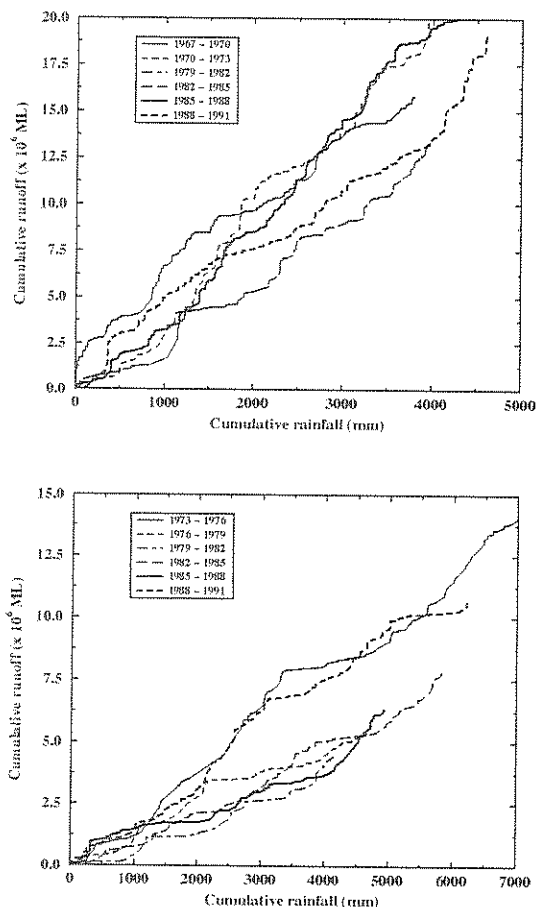 20.0
17.5
15.0
12.5
10.0
7.5
5.0
2.5
0.0
Cumulative runoff (x 10⁶ ML)
1967 - 1970
1970 - 1973
1979 - 1982
1982 - 1985
1985 - 1988
1988 - 1991
0 1000 2000 3000 4000 5000
Cumulative rainfall (mm)
15.0
12.5
10.0
7.5
5.0
2.5
0.0
Cumulative runoff (x 10⁶ ML)
1973 - 1976
1976 - 1979
1979 - 1982
1982 - 1985
1985 - 1988
1988 - 1991
0 1000 2000 3000 4000 5000 6000 7000
Cumulative rainfall (mm)